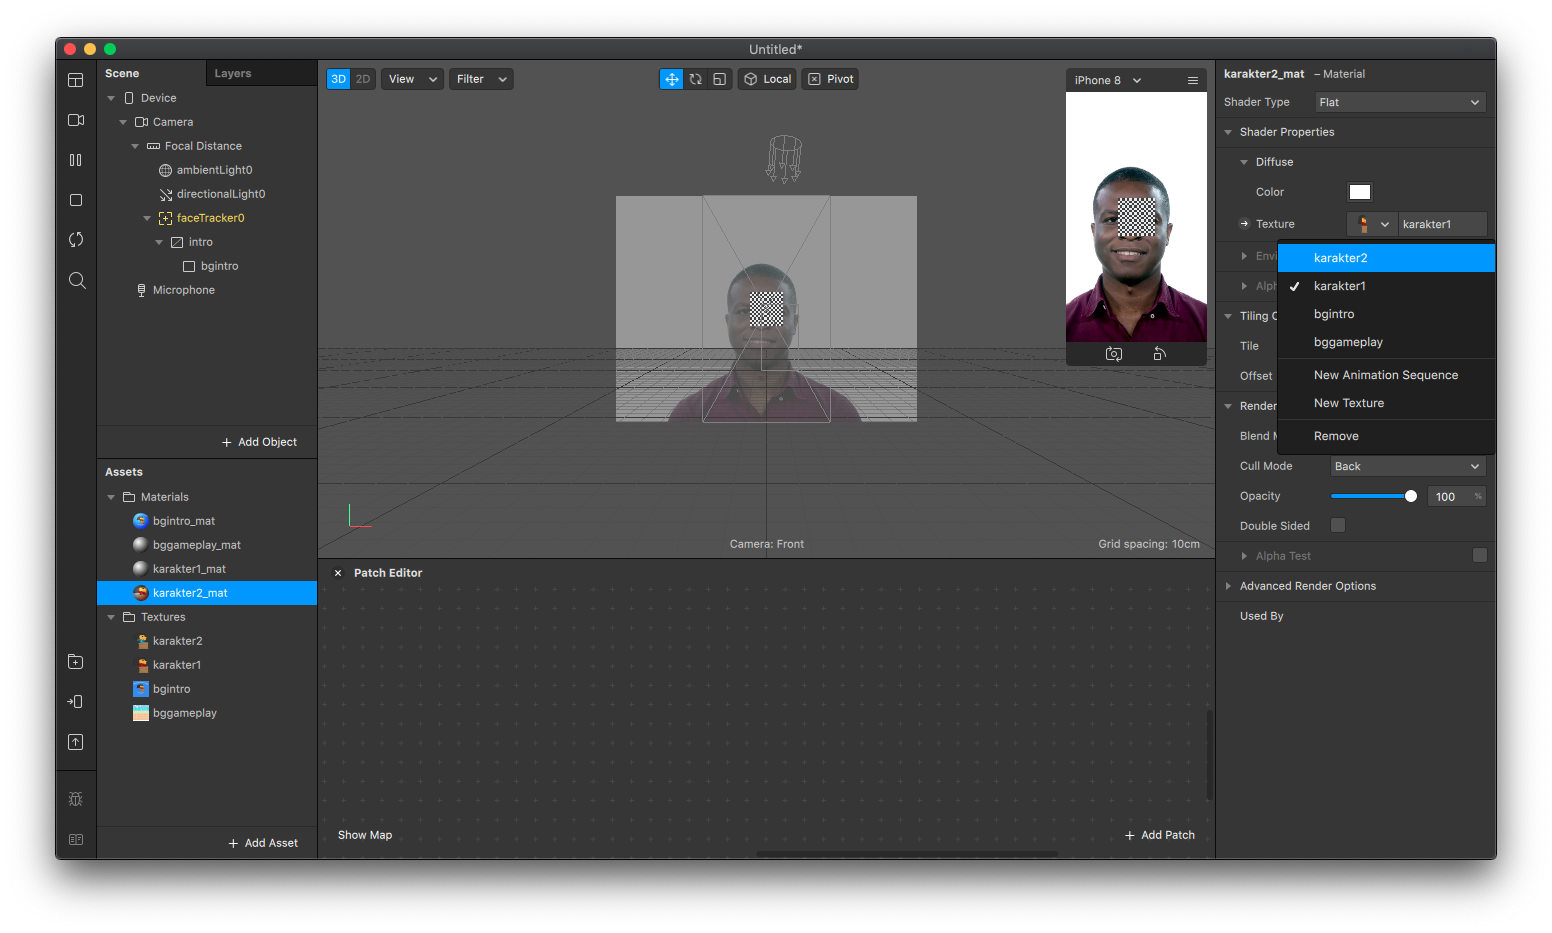 Untitled*
Scene
Layers
Device
Camera
Focal Distance
ambientLight0
directionalLight0
faceTracker0
intro
bgintro
Microphone
+ Add Object
Assets
Materials
bgintro_mat
bggameplay_mat
karakter1_mat
karakter2_mat
Textures
karakter2
karakter1
bgintro
bggameplay
+ Add Asset
3D 2D
View
Filter
Local
Pivot
iPhone 8
Camera: Front
Grid spacing: 10cm
Patch Editor
Show Map
+ Add Patch
karakter2_mat – Material
Shader Type Flat
Shader Properties
Diffuse
Color
Texture karakter1
Envi
Alph
Tiling
Tile
Offset
Render
Blend
karakter2
karakter1
bgintro
bggameplay
New Animation Sequence
New Texture
Remove
Cull Mode Back
Opacity 100 %
Double Sided
Alpha Test
Advanced Render Options
Used By